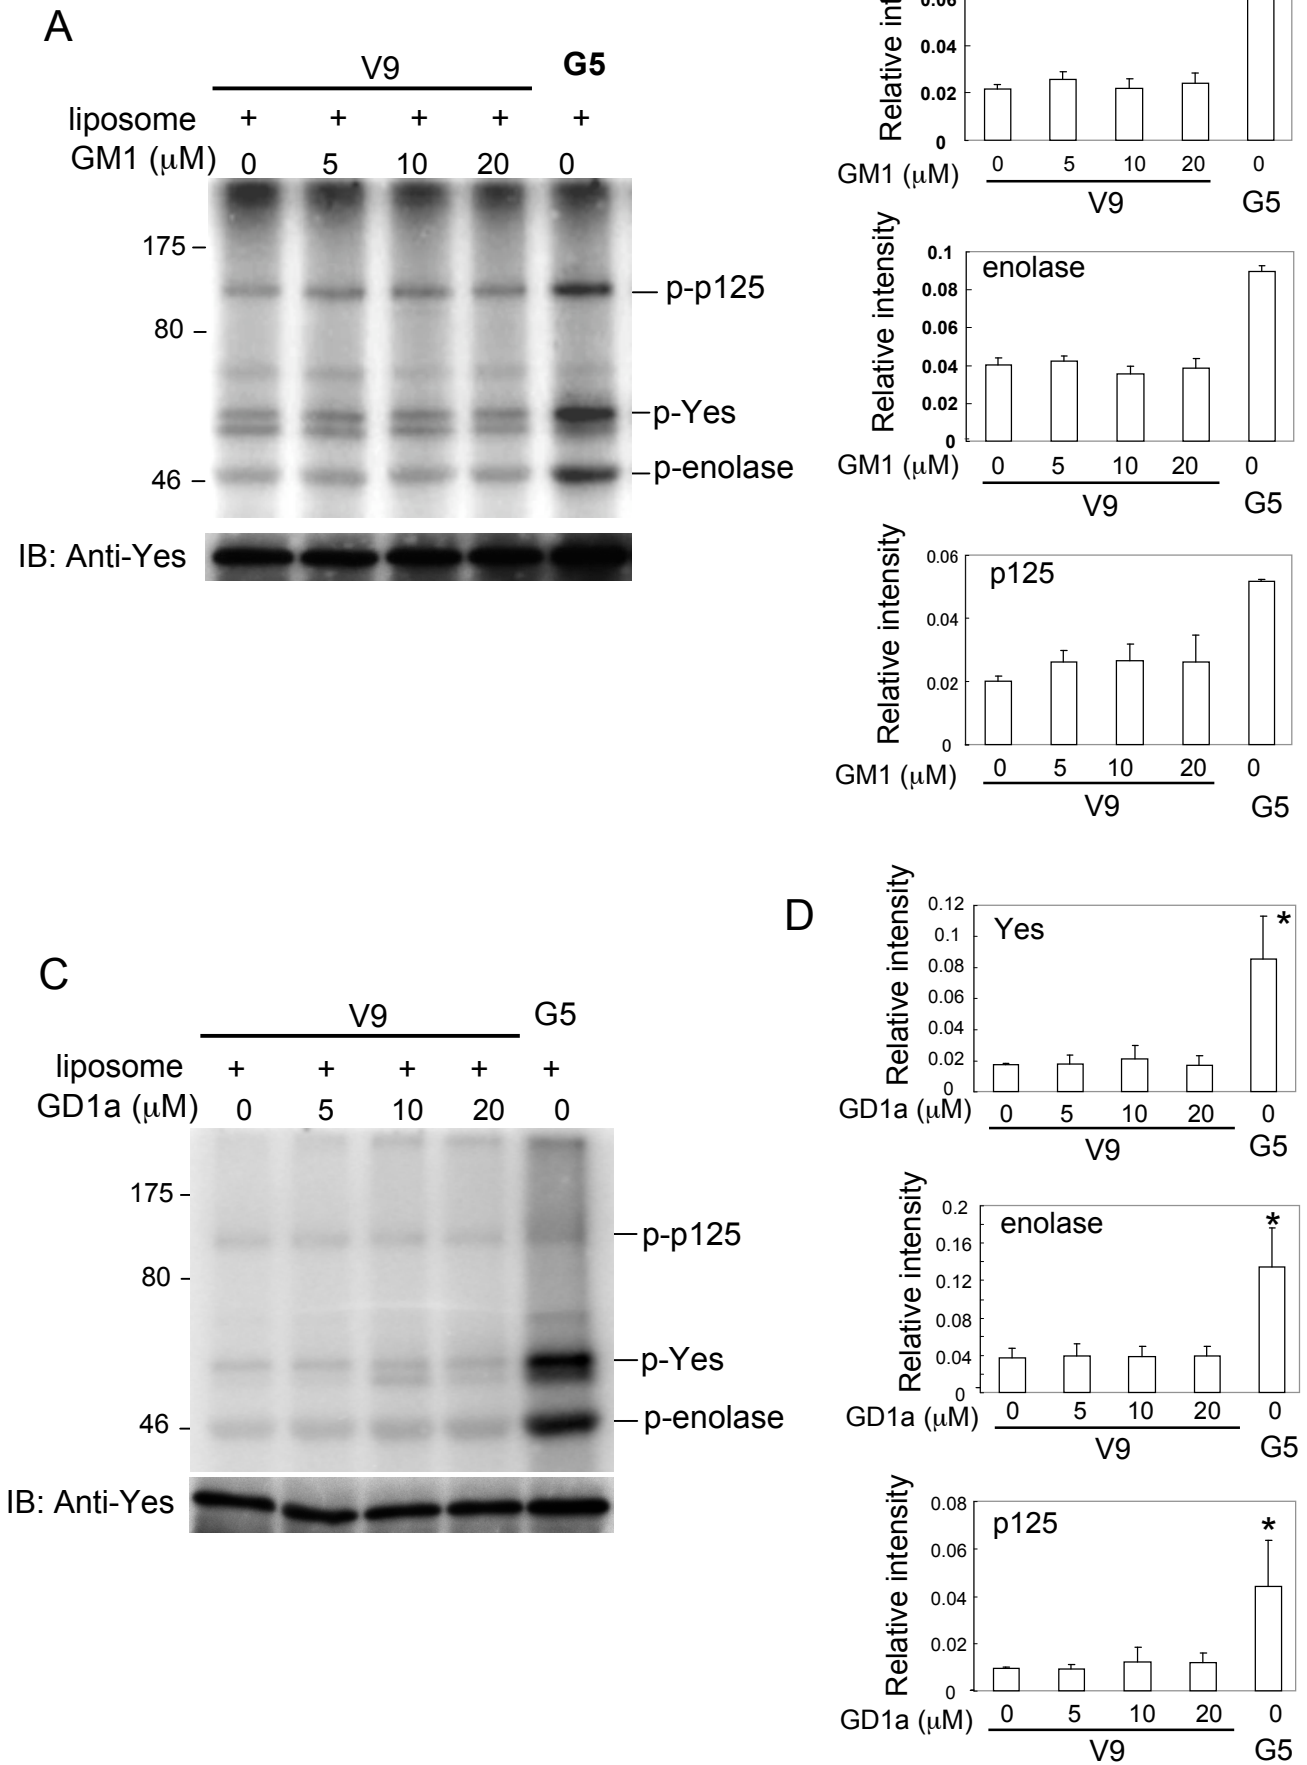 A
V9 G5
liposome + + + + +
GM1 (μM) 0 5 10 20 0
175
80
46
p-p125
p-Yes
p-enolase
IB: Anti-Yes
0.04
0.02
0
GM1 (μM) 0 5 10 20 0
V9 G5
Relative intensity
enolase
0.1
0.08
0.06
0.04
0.02
0
GM1 (μM) 0 5 10 20 0
V9 G5
Relative intensity
p125
0.06
0.04
0.02
0
GM1 (μM) 0 5 10 20 0
V9 G5
C
V9 G5
liposome + + + + +
GD1a (μM) 0 5 10 20 0
175
80
46
p-p125
p-Yes
p-enolase
IB: Anti-Yes
D
Relative intensity
Yes
*
0.12
0.1
0.08
0.06
0.04
0.02
0
GD1a (μM) 0 5 10 20 0
V9 G5
Relative intensity
enolase
*
0.2
0.16
0.12
0.08
0.04
0
GD1a (μM) 0 5 10 20 0
V9 G5
Relative intensity
p125
*
0.08
0.06
0.04
0.02
0
GD1a (μM) 0 5 10 20 0
V9 G5